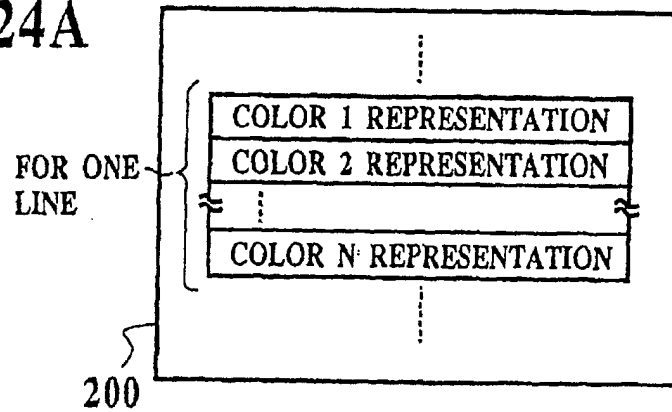 24A
COLOR 1 REPRESENTATION
COLOR 2 REPRESENTATION
FOR ONE
LINE
COLOR N REPRESENTATION
200